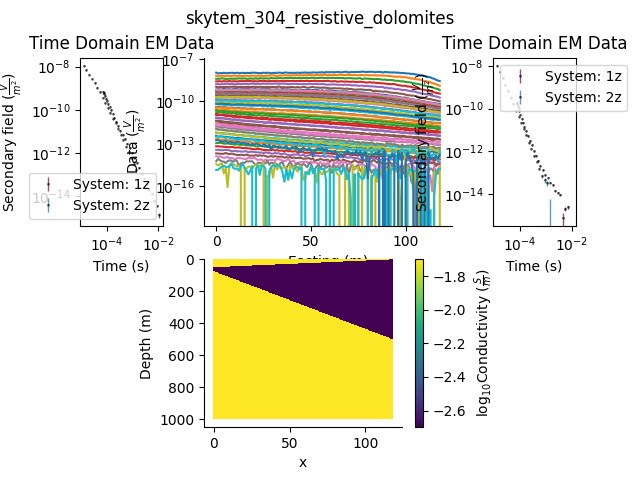 skytem_304_resistive_dolomites
Time Domain EM Data
Secondary field (V/m²)
10⁻⁸
10⁻¹⁰
10⁻¹²
10⁻¹⁴
System: 1z
System: 2z
10⁻⁴
10⁻²
Time (s)
Data (V/m²)
10⁻⁷
10⁻¹⁰
10⁻¹³
10⁻¹⁶
0
50
100
Easting (m)
Time Domain EM Data
Secondary field (V/m²)
10⁻⁸
10⁻¹⁰
10⁻¹²
10⁻¹⁴
System: 1z
System: 2z
10⁻⁴
10⁻²
Time (s)
Depth (m)
0
200
400
600
800
1000
0
50
100
x
−1.8
−2.0
−2.2
−2.4
−2.6
log₁₀Conductivity (S/m)